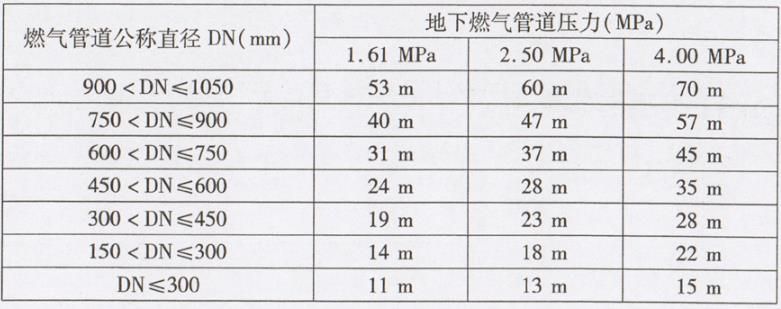 燃气管道公称直径 DN(mm) 地下燃气管道压力(MPa)
1.61 MPa 2.50 MPa 4.00 MPa
900<DN≤1050 53 m 60 m 70 m
750<DN≤900 40 m 47 m 57 m
600<DN≤750 31 m 37 m 45 m
450<DN≤600 24 m 28 m 35 m
300<DN≤450 19 m 23 m 28 m
150<DN≤300 14 m 18 m 22 m
DN≤300 11 m 13 m 15 m